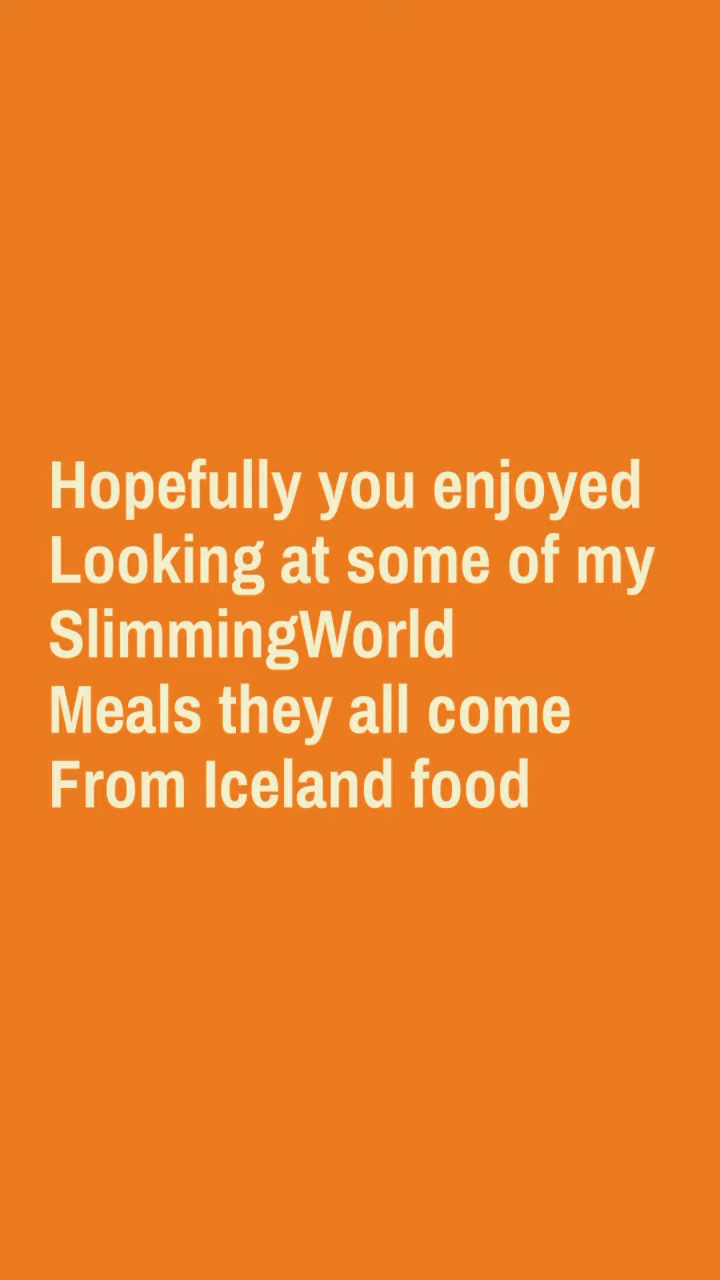 Hopefully you enjoyed
Looking at some of my
SlimmingWorld
Meals they all come
From Iceland food